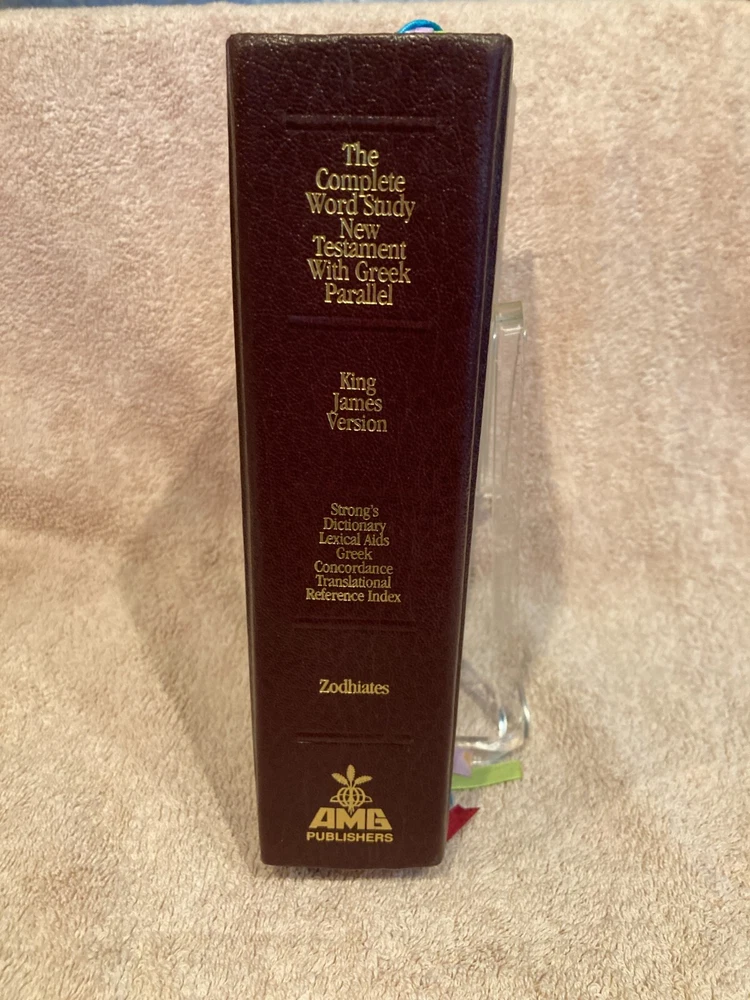 The
Complete
Word Study
New
Testament
With Greek
Parallel
King
James
Version
Strong's
Dictionary
Lexical Aids
Greek
Concordance
Translational
Reference Index
Zodhiates
AMG
PUBLISHERS